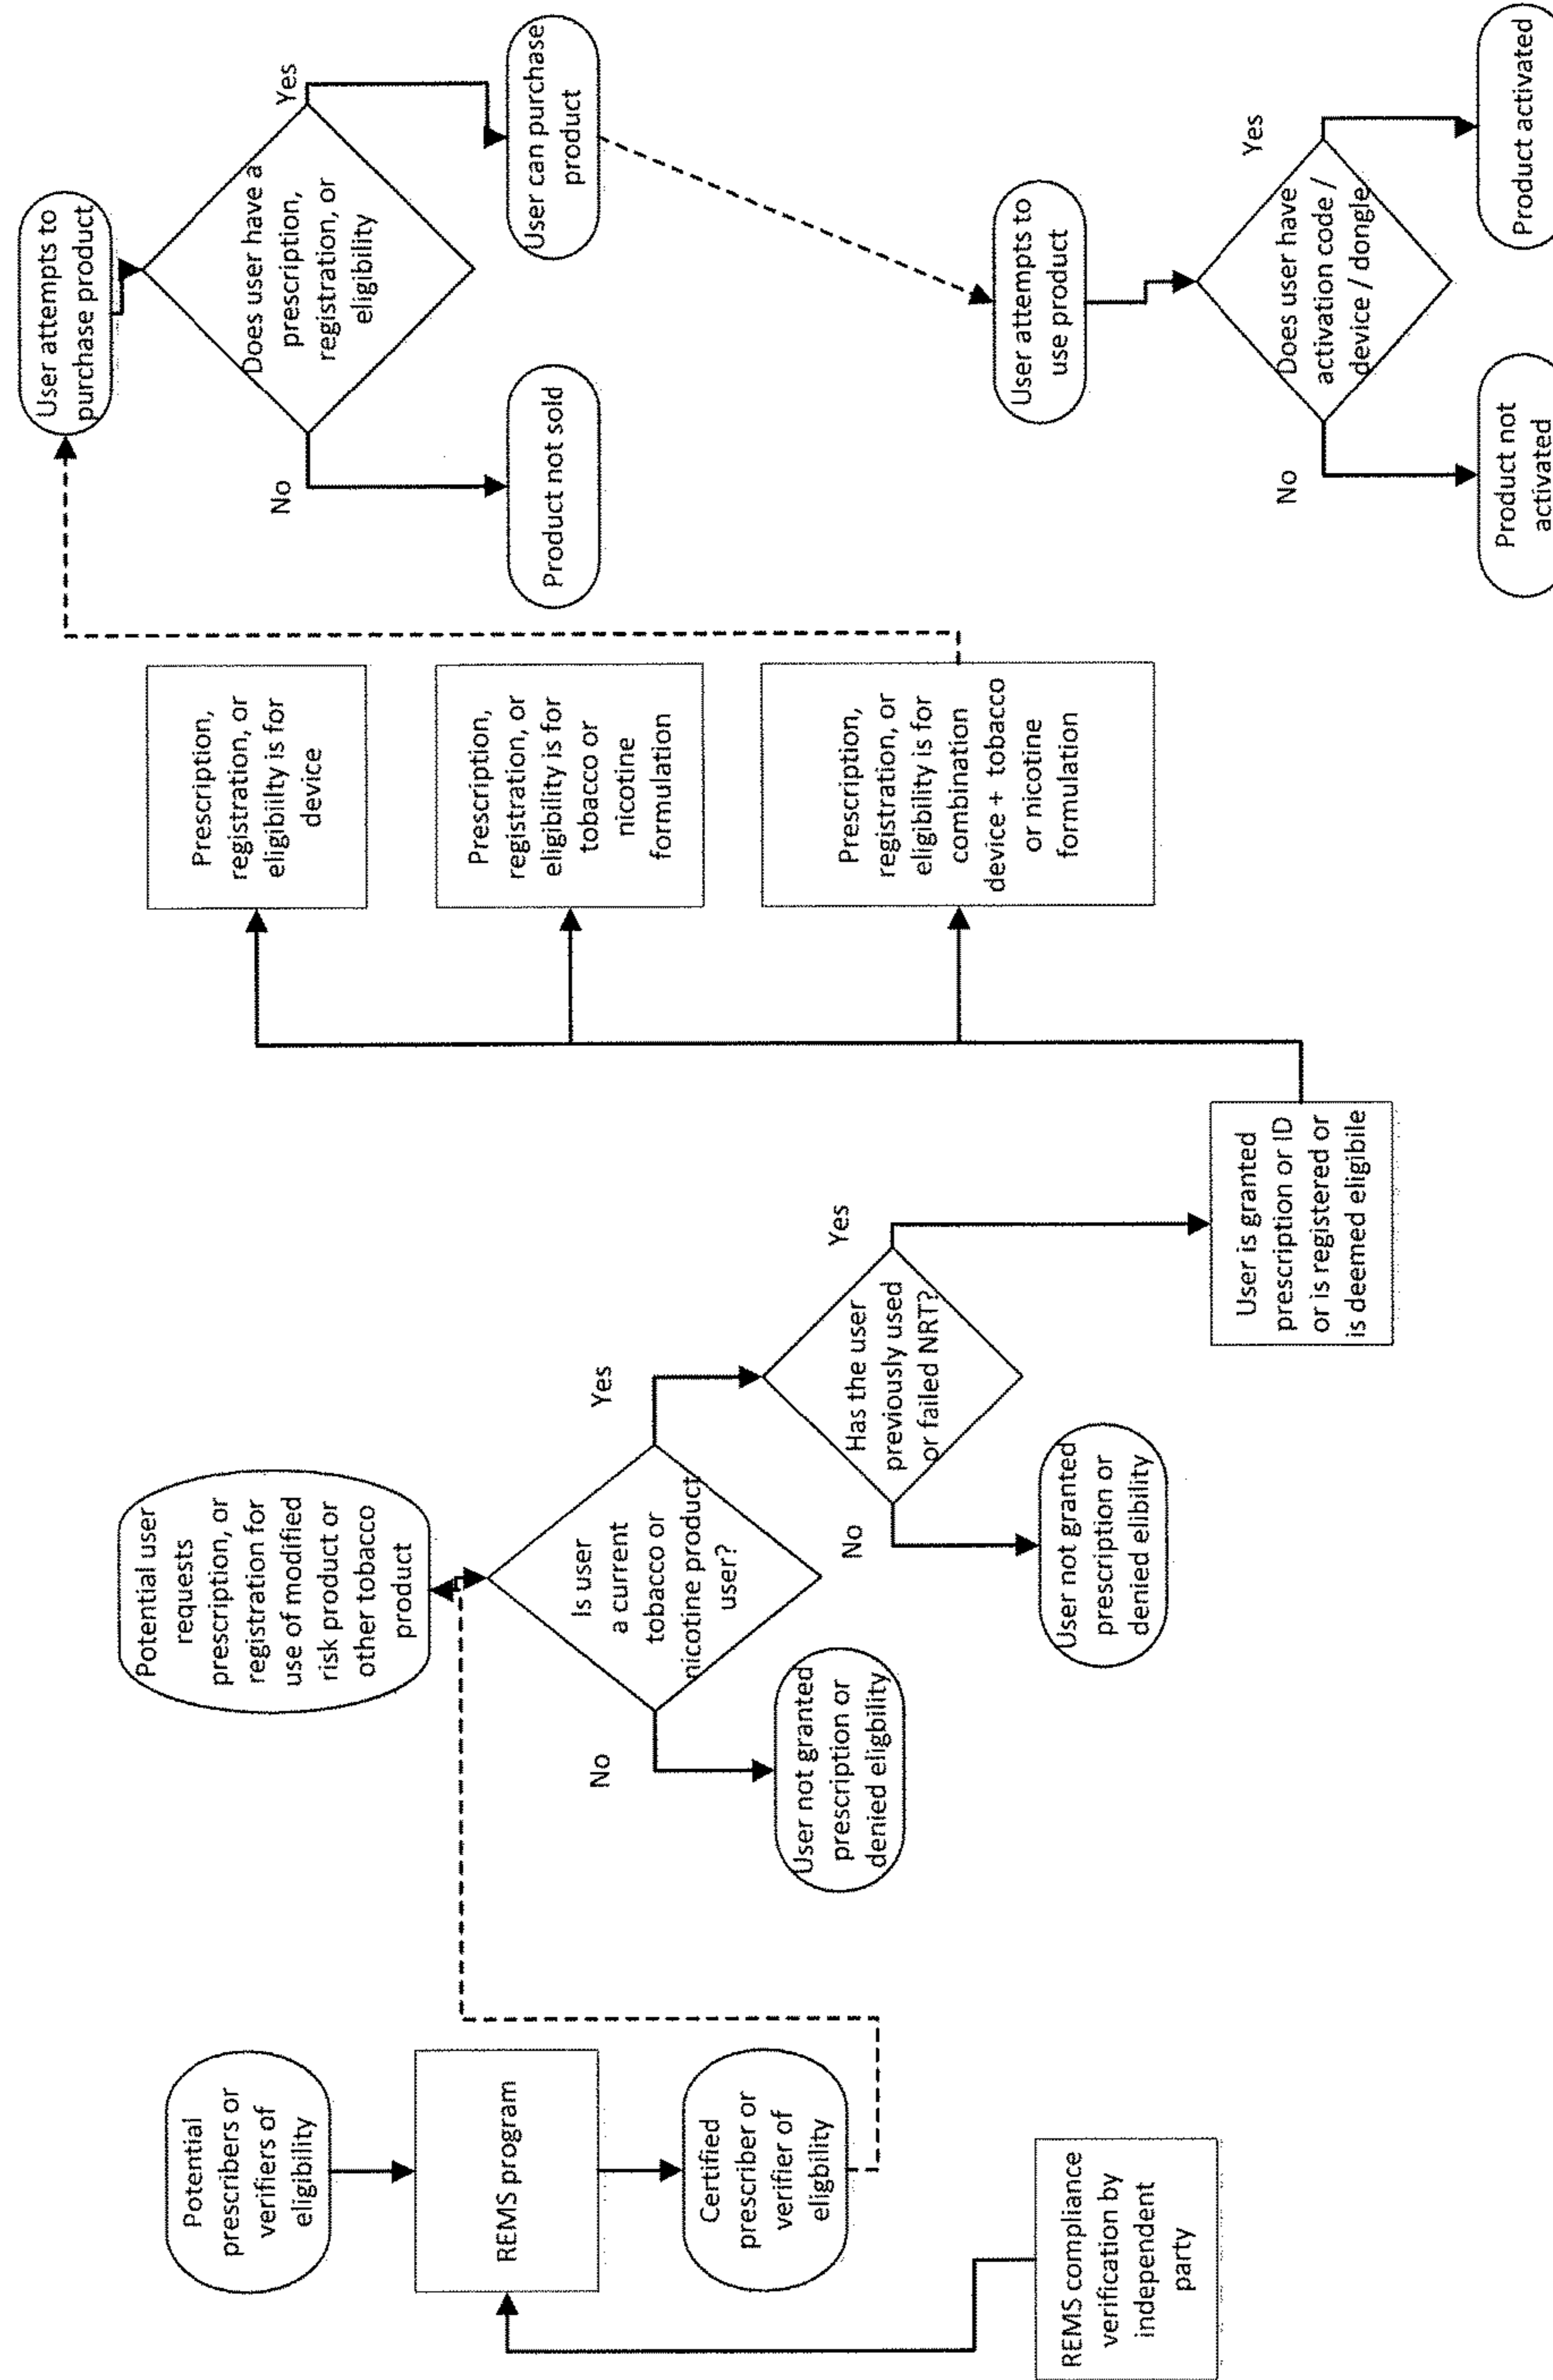 Potential
prescribers or
verifiers of
eligibility
REMS program
Certified
prescriber or
verifier of
eligbility
REMS compliance
verification by
independent
party
Potential user
requests
prescription, or
registration for
use of modified
risk product or
other tobacco
product
Is user
a current
tobacco or
nicotine product
user?
No
Yes
User not granted
prescription or
denied eligbility
Has the user
previously used
or failed NRT?
No
Yes
User not granted
prescription or
denied elibility
User is granted
prescription or ID
or is registered or
is deemed eligibile
Prescription,
registration, or
eligibiilty is for
device
Prescription,
registration, or
eligibility is for
tobacco or
nicotine
formulation
Prescription,
registration, or
eligibility is for
combination
device + tobacco
or nicotine
formulation
User attempts to
purchase product
Does user have a
prescription,
registration, or
eligibility
No
Yes
Product not sold
User can purchase
product
User attempts to
use product
Does user have
activation code /
device / dongle
No
Yes
Product not
activated
Product activated